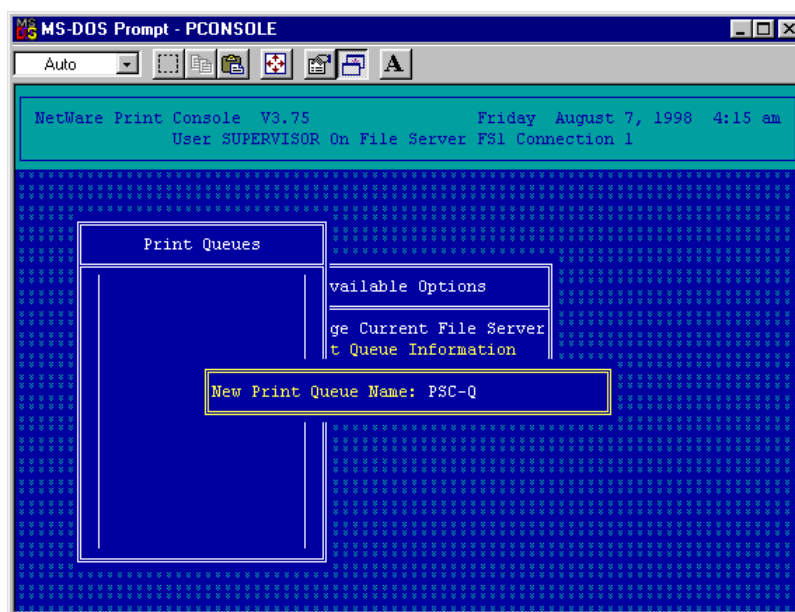 MS-DOS Prompt - PCONSOLE
Auto
A
NetWare Print Console V3.75 Friday August 7, 1998 4:15 am
User SUPERVISOR On File Server FS1 Connection 1
Print Queues
vailable Options
ge Current File Server
t Queue Information
New Print Queue Name: PSC-Q